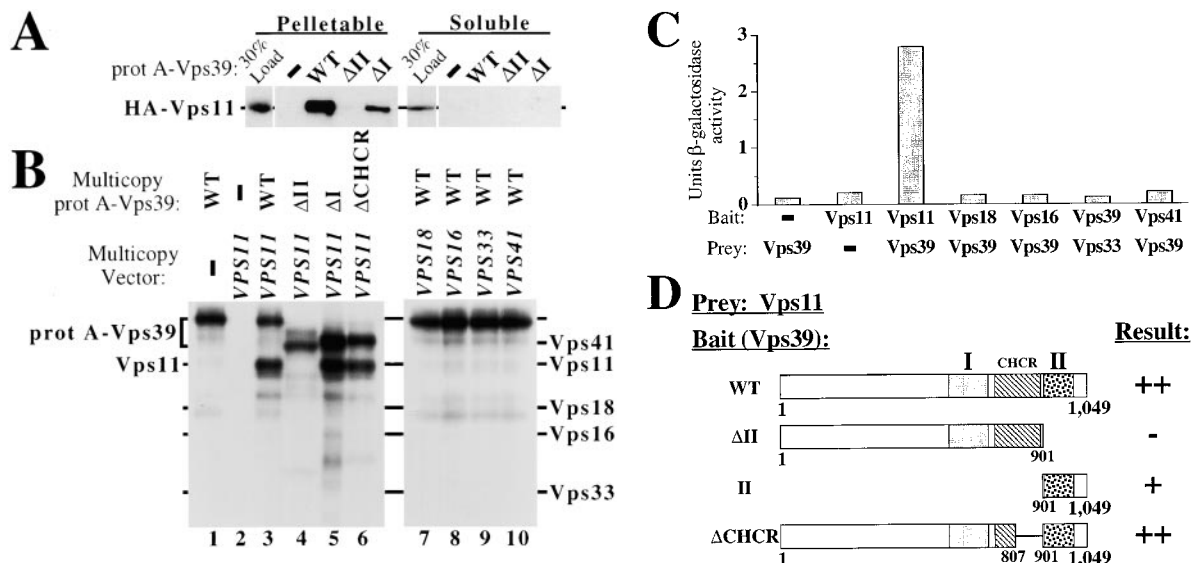 A
Pelletable Soluble
prot A-Vps39: 30% Load - WT ΔII ΔI 30% Load - WT ΔII ΔI
HA-Vps11
B
Multicopy prot A-Vps39: WT - WT ΔII ΔI ΔCHCR WT WT WT WT
Multicopy Vector: - VPS11 VPS11 VPS11 VPS11 VPS11 VPS18 VPS16 VPS33 VPS41
prot A-Vps39
Vps11
Vps41
Vps11
Vps18
Vps16
Vps33
1 2 3 4 5 6 7 8 9 10
C
Units β-galactosidase
activity
3
2
1
0
Bait: - Vps11 Vps11 Vps18 Vps16 Vps39 Vps41
Prey: Vps39 - Vps39 Vps39 Vps39 Vps33 Vps39
D
Prey: Vps11
Bait (Vps39): Result:
I CHCR II
WT ++
1 1,049
ΔII -
1 901
II +
901 1,049
ΔCHCR ++
1 807 901 1,049